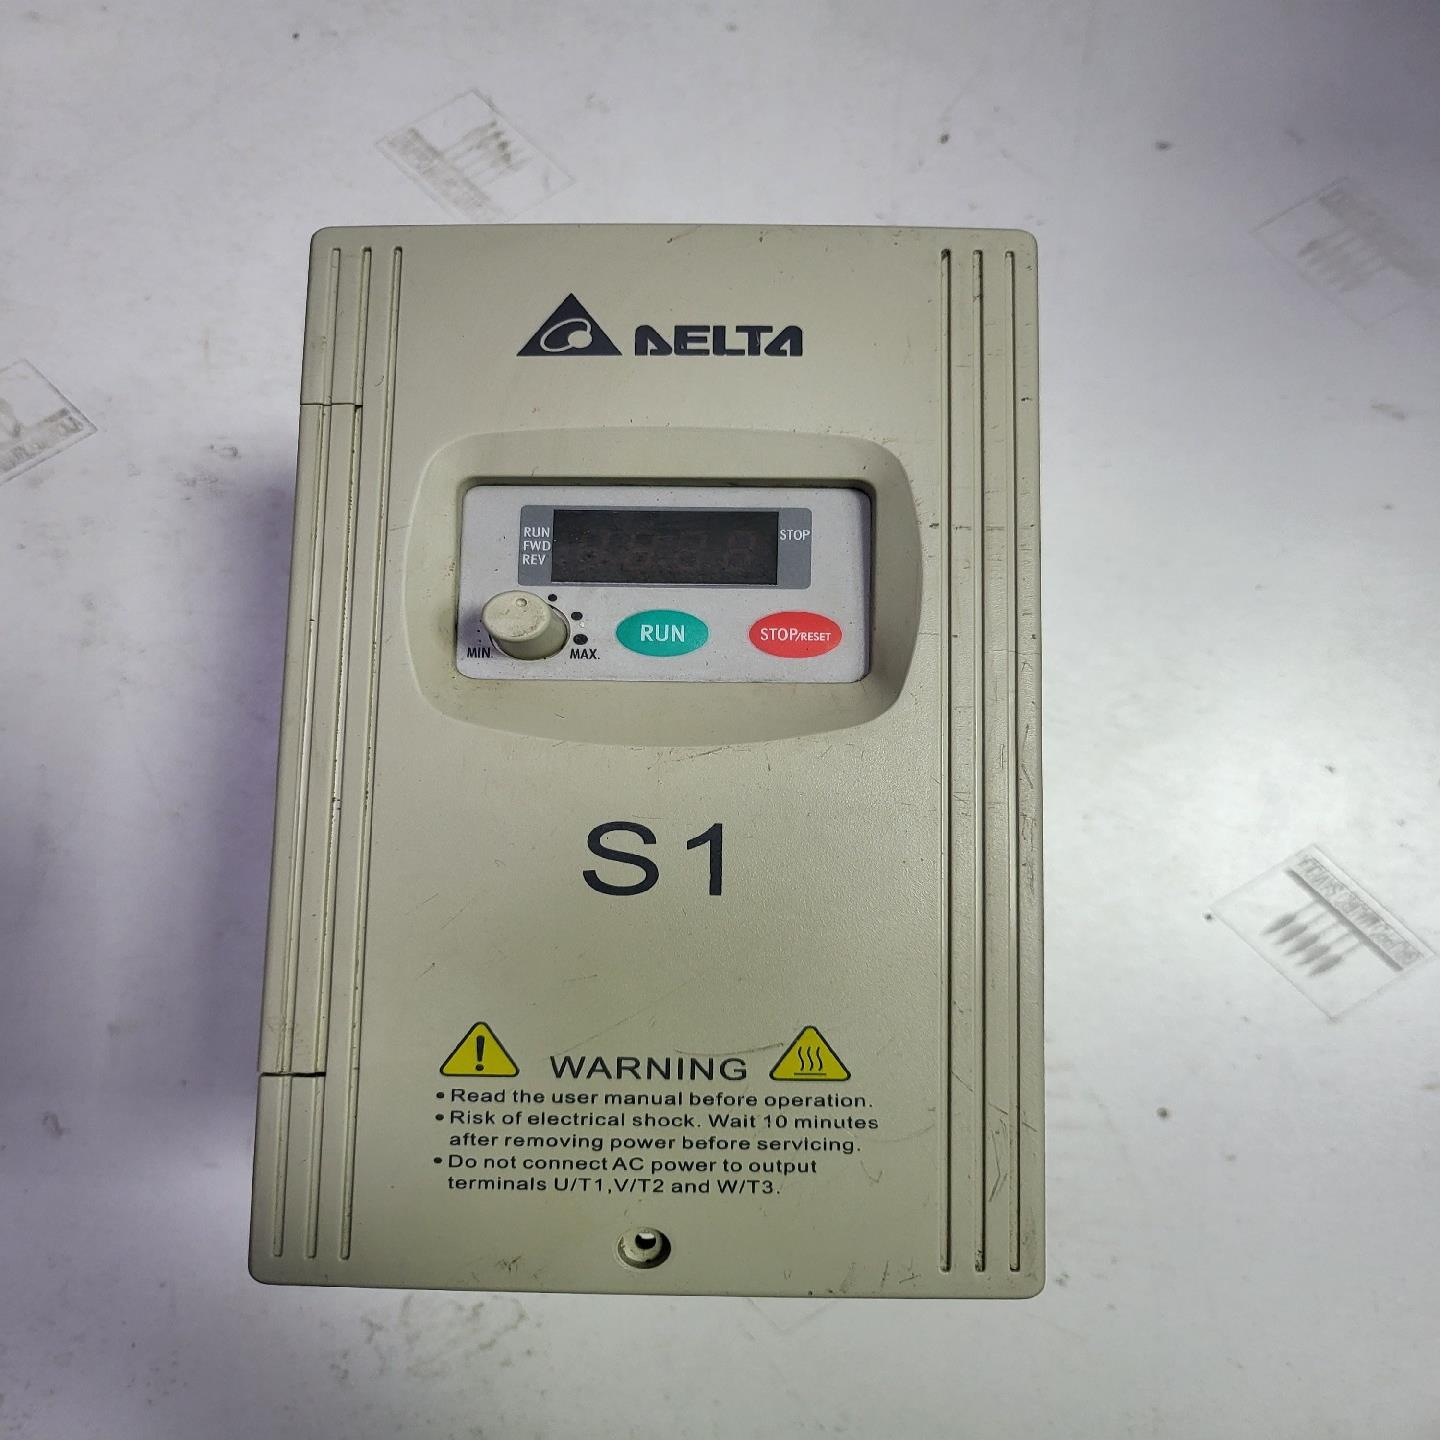 DELTA
RUN
FWD
REV
STOP
MIN.
MAX.
RUN
STOP/RESET
S1
WARNING
• Read the user manual before operation.
• Risk of electrical shock. Wait 10 minutes
after removing power before servicing.
• Do not connect AC power to output
terminals U/T1,V/T2 and W/T3.